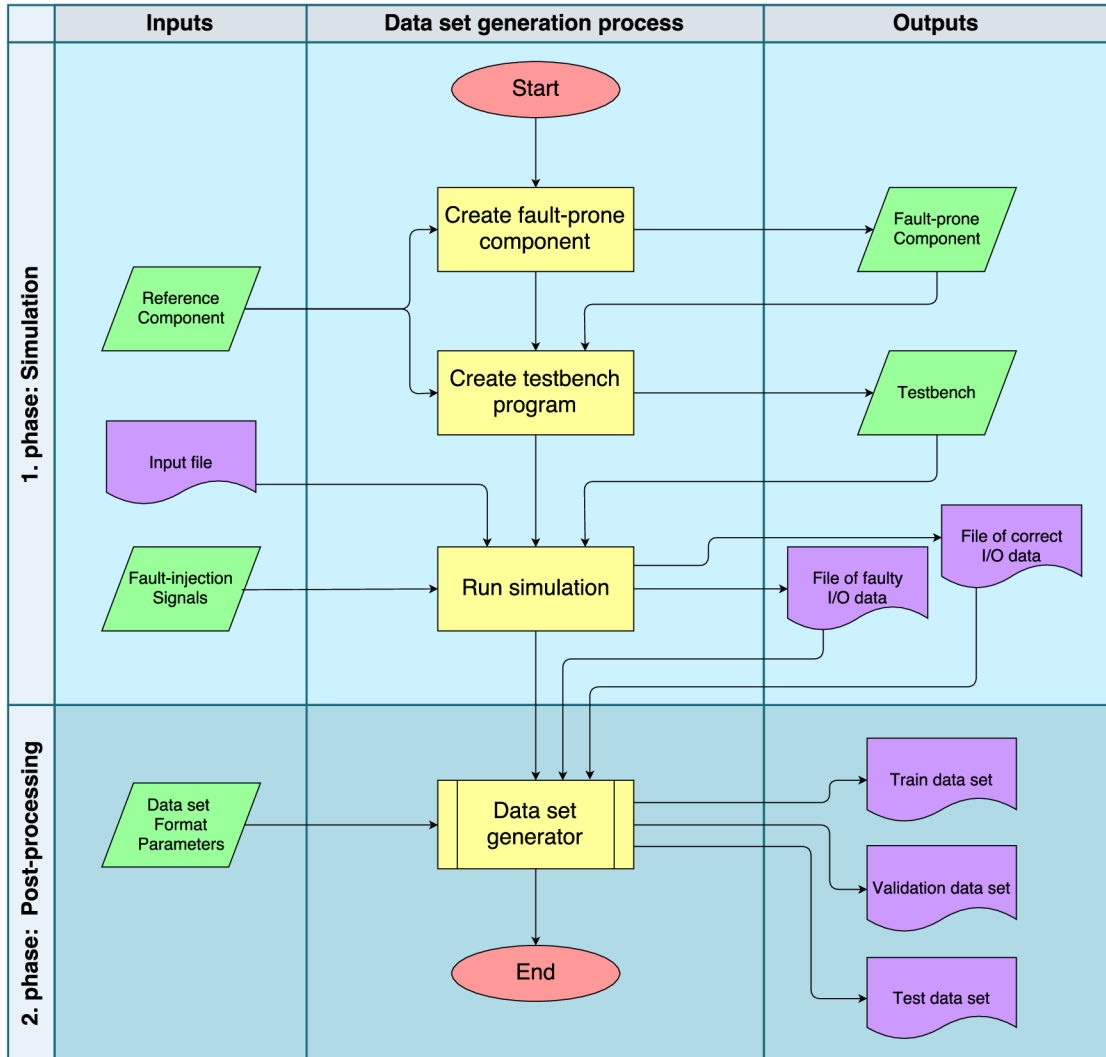 Inputs
Data set generation process
Outputs
1. phase: Simulation
Start
Create fault-prone
component
Fault-prone
Component
Reference
Component
Create testbench
program
Testbench
Input file
File of correct
I/O data
Fault-injection
Signals
Run simulation
File of faulty
I/O data
2. phase: Post-processing
Data set
Format
Parameters
Data set
generator
Train data set
Validation data set
End
Test data set